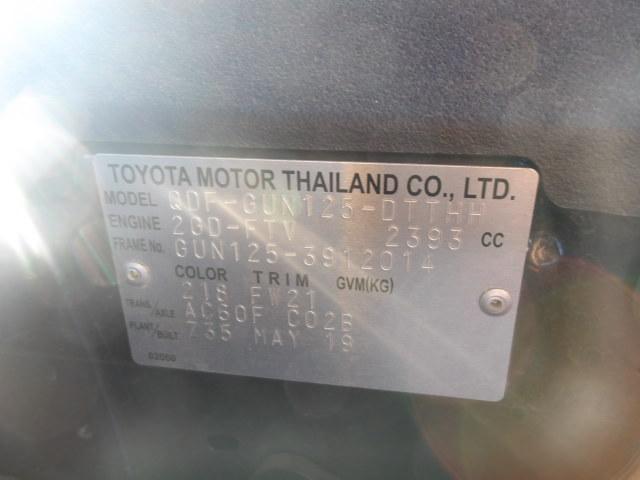 TOYOTA MOTOR THAILAND CO., LTD.
MODEL QDF-GUN125-DTTHH
ENGINE 2GD-FTV 2393 CC
FRAME No. GUN125-3912014
COLOR TRIM GVM(KG)
218 FW21
TRANS./AXLE AC60F C02B
PLANT/BUILT 735 MAY 19
02060